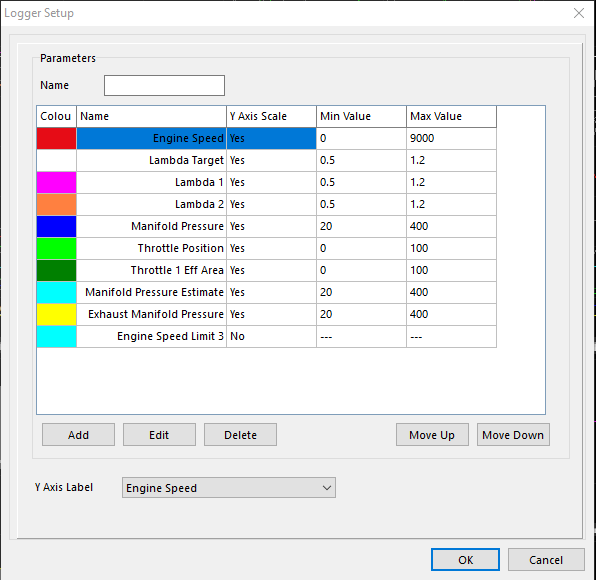 Logger Setup
Parameters
Name
Colou Name Y Axis Scale Min Value Max Value
Engine Speed Yes 0 9000
Lambda Target Yes 0.5 1.2
Lambda 1 Yes 0.5 1.2
Lambda 2 Yes 0.5 1.2
Manifold Pressure Yes 20 400
Throttle Position Yes 0 100
Throttle 1 Eff Area Yes 0 100
Manifold Pressure Estimate Yes 20 400
Exhaust Manifold Pressure Yes 20 400
Engine Speed Limit 3 No --- ---
Add Edit Delete Move Up Move Down
Y Axis Label Engine Speed
OK Cancel